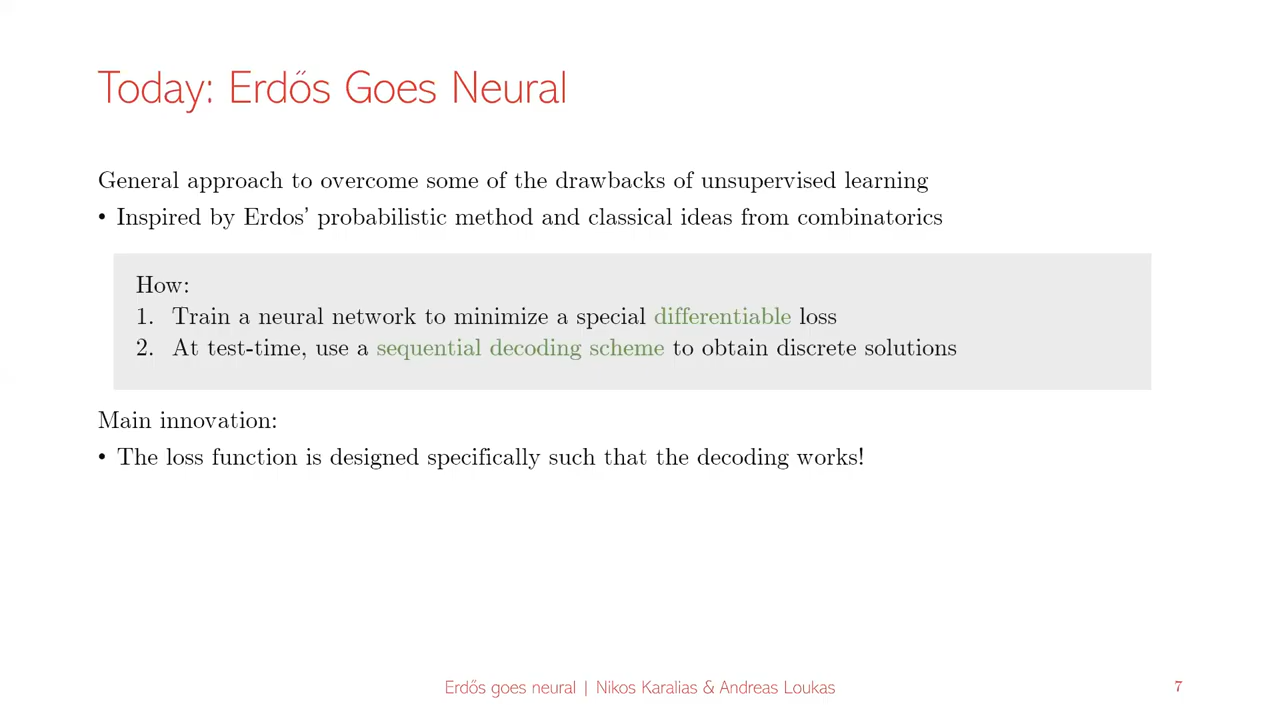 Today: Erdős Goes Neural
General approach to overcome some of the drawbacks of unsupervised learning
• Inspired by Erdos’ probabilistic method and classical ideas from combinatorics
How:
1. Train a neural network to minimize a special differentiable loss
2. At test-time, use a sequential decoding scheme to obtain discrete solutions
Main innovation:
• The loss function is designed specifically such that the decoding works!
Erdős goes neural | Nikos Karalias & Andreas Loukas
7